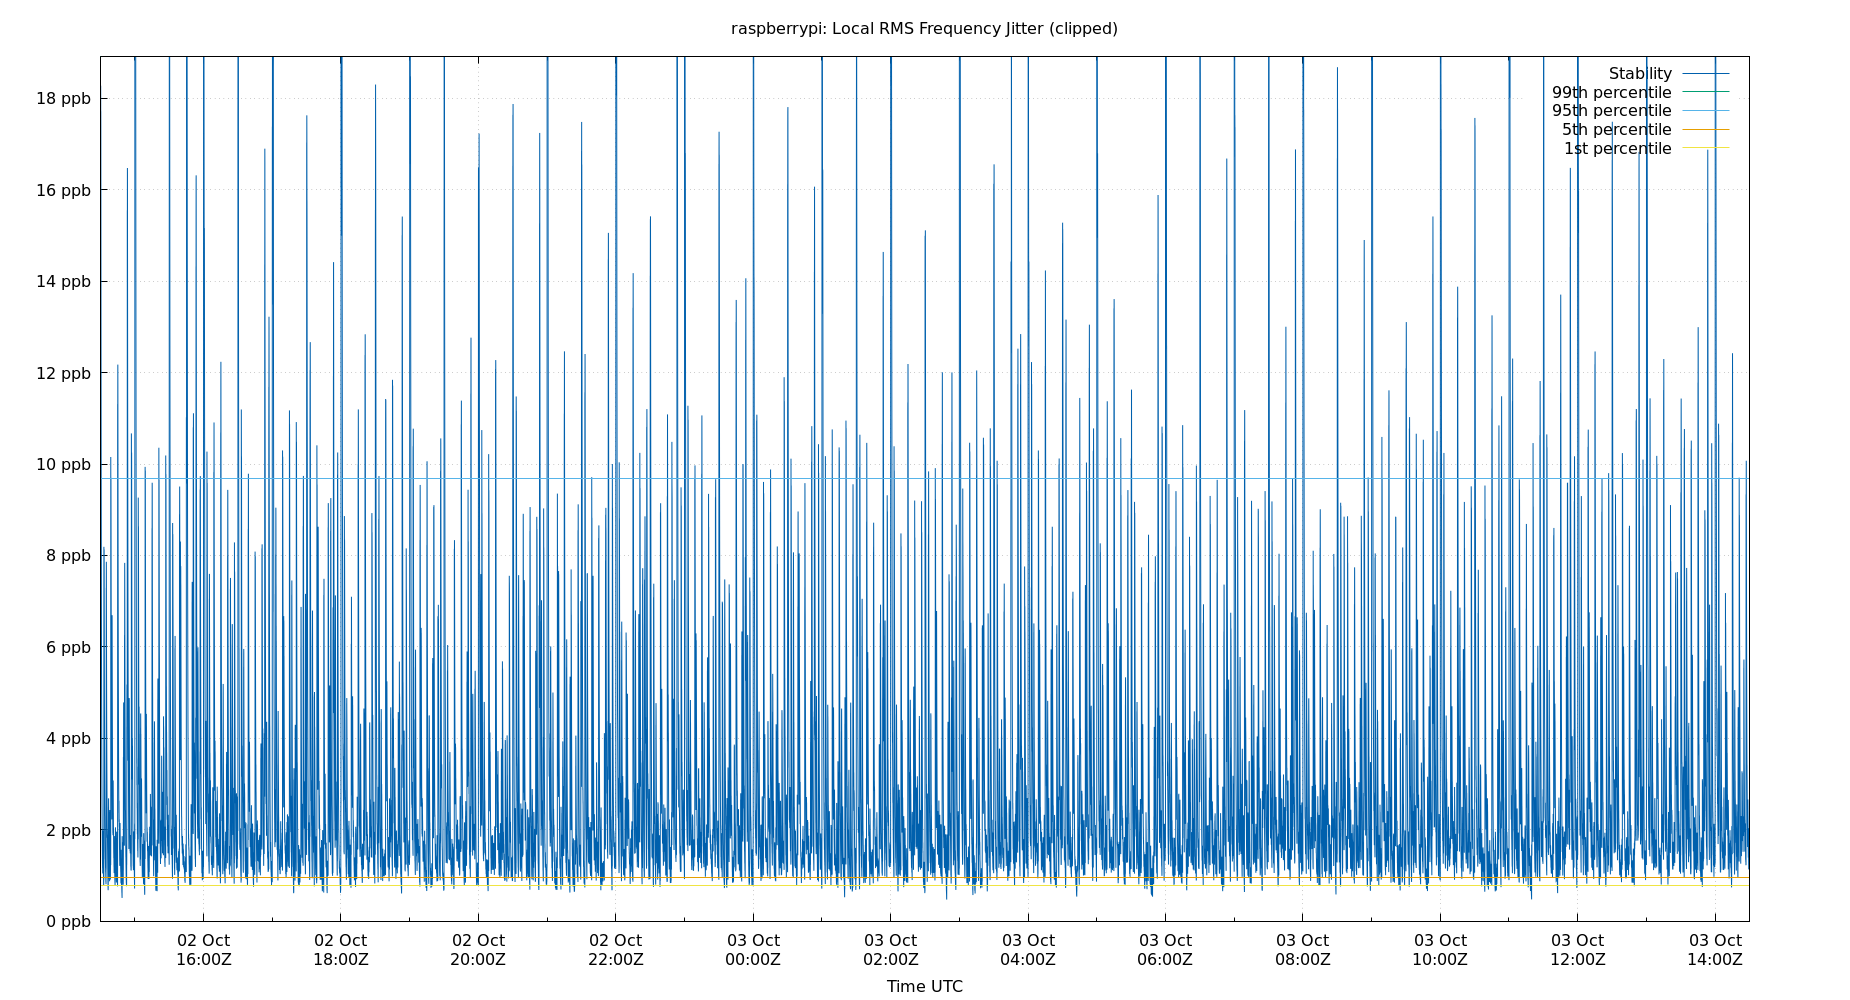 raspberrypi: Local RMS Frequency Jitter (clipped)
Stability
99th percentile
95th percentile
5th percentile
1st percentile
18 ppb
16 ppb
14 ppb
12 ppb
10 ppb
8 ppb
6 ppb
4 ppb
2 ppb
0 ppb
02 Oct 02 Oct 02 Oct 02 Oct 03 Oct 03 Oct 03 Oct 03 Oct 03 Oct 03 Oct 03 Oct 03 Oct
16:00Z 18:00Z 20:00Z 22:00Z 00:00Z 02:00Z 04:00Z 06:00Z 08:00Z 10:00Z 12:00Z 14:00Z
Time UTC